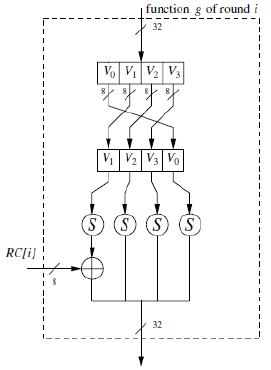 function g of round i
32
V0 V1 V2 V3
8 8 8 8
V1 V2 V3 V0
S S S S
RC[i]
8
32